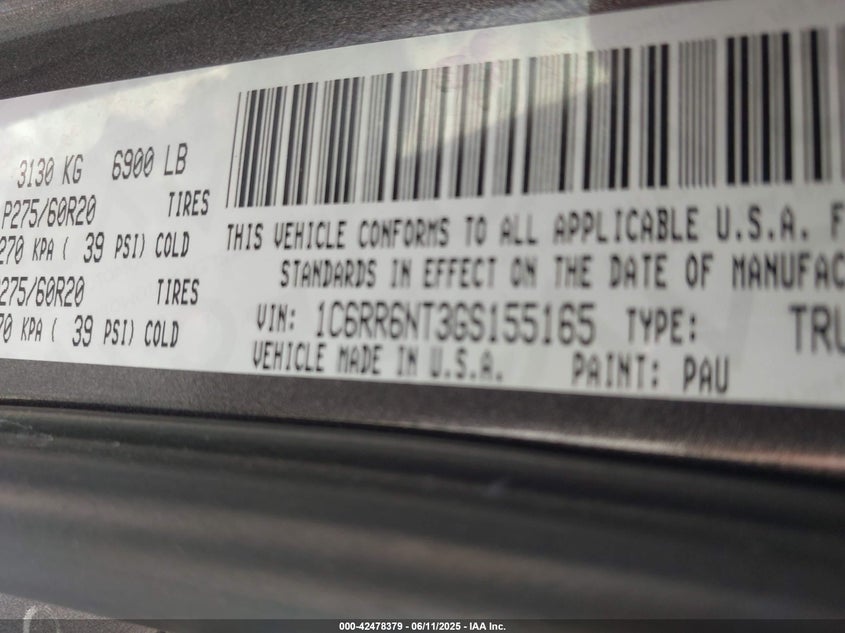 3130 KG 6900 LB
P275/60R20 TIRES
270 KPA ( 39 PSI) COLD
275/60R20 TIRES
70 KPA ( 39 PSI) COLD
THIS VEHICLE CONFORMS TO ALL APPLICABLE U.S.A. F
STANDARDS IN EFFECT ON THE DATE OF MANUFAC
VIN: 1C6RR6NT3GS155165 TYPE: TRU
VEHICLE MADE IN U.S.A. PAINT: PAU
000-42478379 - 06/11/2025 - IAA Inc.